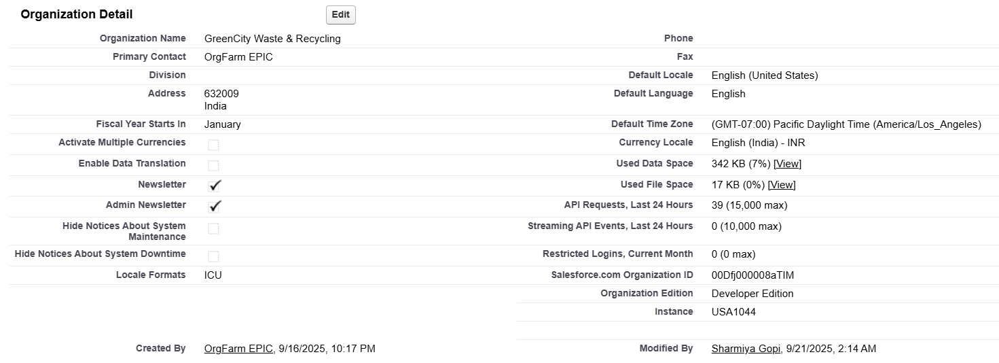 Organization Detail
Edit
Organization Name GreenCity Waste & Recycling
Phone
Primary Contact OrgFarm EPIC
Fax
Division
Default Locale English (United States)
Address 632009
India
Default Language English
Fiscal Year Starts In January
Default Time Zone (GMT-07:00) Pacific Daylight Time (America/Los_Angeles)
Activate Multiple Currencies
Currency Locale English (India) - INR
Enable Data Translation
Used Data Space 342 KB (7%) [View]
Newsletter
Used File Space 17 KB (0%) [View]
Admin Newsletter
API Requests, Last 24 Hours 39 (15,000 max)
Hide Notices About System
Maintenance
Streaming API Events, Last 24 Hours 0 (10,000 max)
Hide Notices About System Downtime
Restricted Logins, Current Month 0 (0 max)
Locale Formats ICU
Salesforce.com Organization ID 00Dfj000008aTIM
Organization Edition Developer Edition
Instance USA1044
Created By OrgFarm EPIC, 9/16/2025, 10:17 PM
Modified By Sharmiya Gopi, 9/21/2025, 2:14 AM